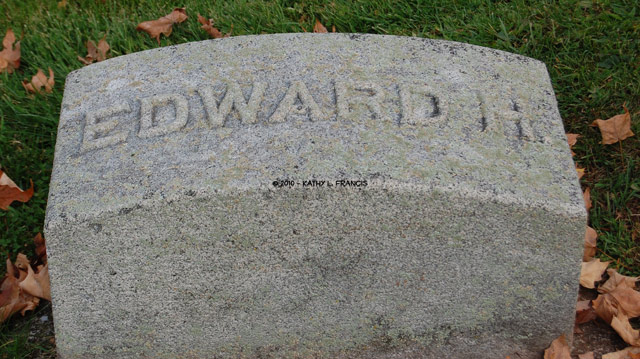 EDWARD H.
© 2010 - KATHY L. FRANCIS